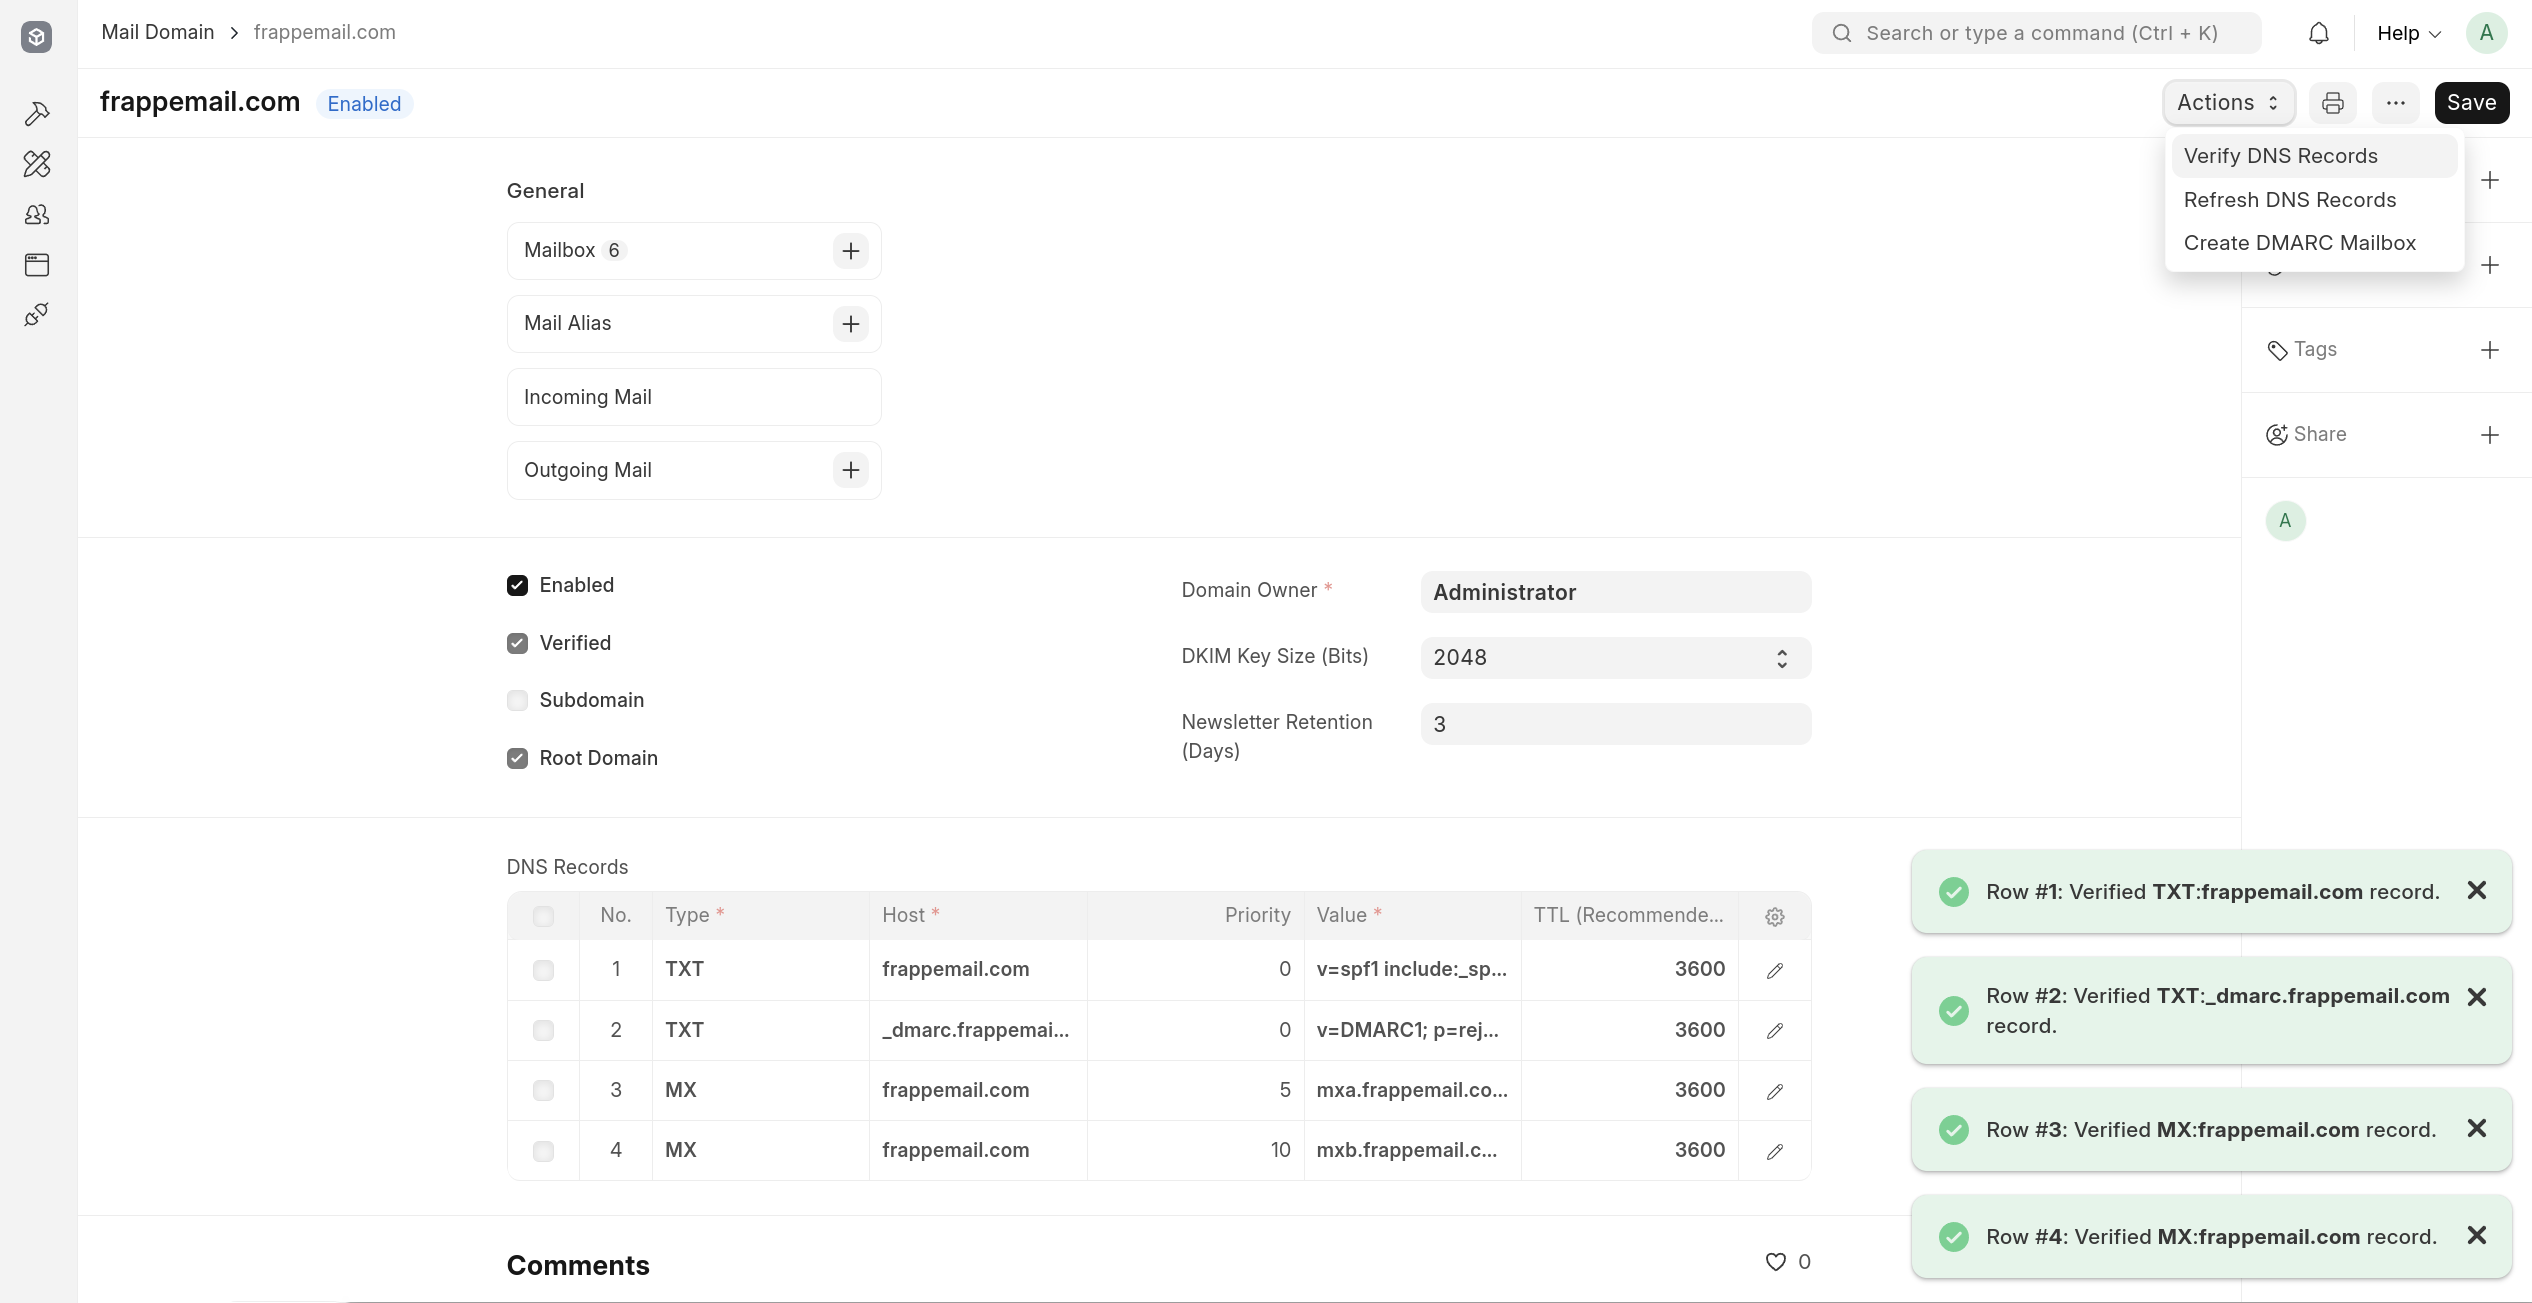 Mail Domain > frappemail.com
Search or type a command (Ctrl + K)
Help
A
frappemail.com
Enabled
Actions
Save
Verify DNS Records
Refresh DNS Records
Create DMARC Mailbox
General
Mailbox 6
Mail Alias
Incoming Mail
Outgoing Mail
Tags
Share
A
Enabled
Verified
Subdomain
Root Domain
Domain Owner *
Administrator
DKIM Key Size (Bits)
2048
Newsletter Retention
(Days)
3
DNS Records
No. Type * Host * Priority Value * TTL (Recommende...
1 TXT frappemail.com 0 v=spf1 include:_sp... 3600
2 TXT _dmarc.frappemai... 0 v=DMARC1; p=rej... 3600
3 MX frappemail.com 5 mxa.frappemail.co... 3600
4 MX frappemail.com 10 mxb.frappemail.c... 3600
Row #1: Verified TXT:frappemail.com record.
Row #2: Verified TXT:_dmarc.frappemail.com
record.
Row #3: Verified MX:frappemail.com record.
Row #4: Verified MX:frappemail.com record.
Comments
0